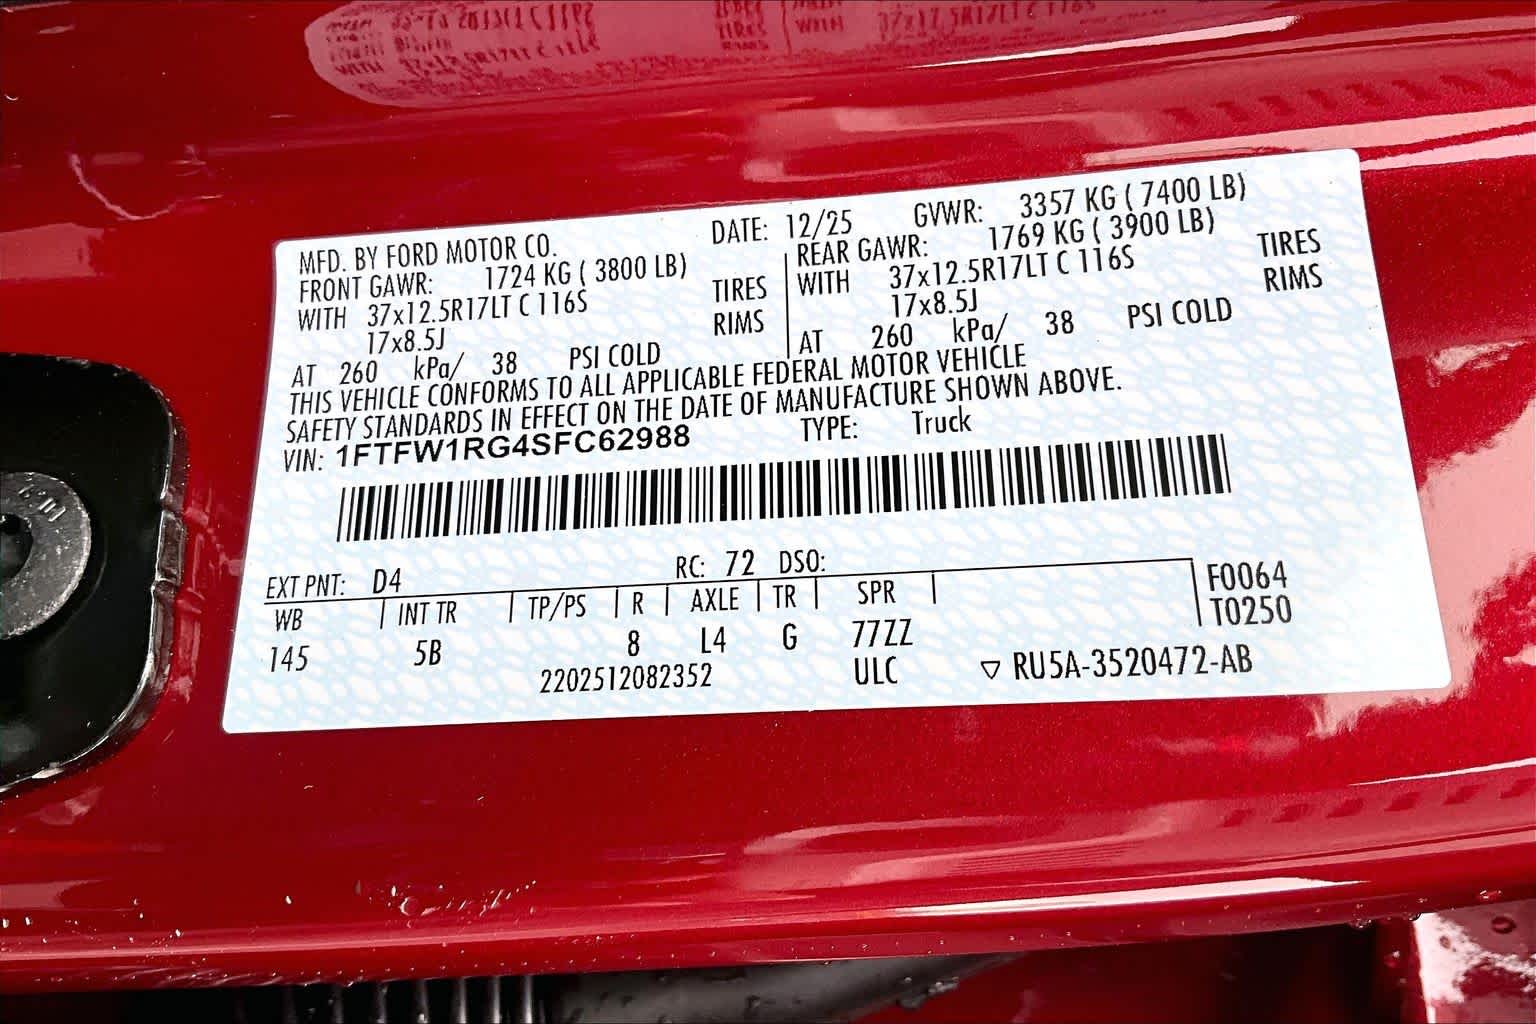 MFD. BY FORD MOTOR CO. DATE: 12/25 GVWR: 3357 KG ( 7400 LB)
FRONT GAWR: 1724 KG ( 3800 LB) REAR GAWR: 1769 KG ( 3900 LB)
WITH 37x12.5R17LT C 116S TIRES WITH 37x12.5R17LT C 116S TIRES
17x8.5J RIMS 17x8.5J RIMS
AT 260 kPa/ 38 PSI COLD AT 260 kPa/ 38 PSI COLD
THIS VEHICLE CONFORMS TO ALL APPLICABLE FEDERAL MOTOR VEHICLE
SAFETY STANDARDS IN EFFECT ON THE DATE OF MANUFACTURE SHOWN ABOVE.
VIN: 1FTFW1RG4SFC62988 TYPE: Truck
EXT PNT: D4 RC: 72 DSO:
WB INT TR TP/PS R AXLE TR SPR F0064
145 5B 8 L4 G 77ZZ T0250
2202512082352 ULC ▽ RU5A-3520472-AB